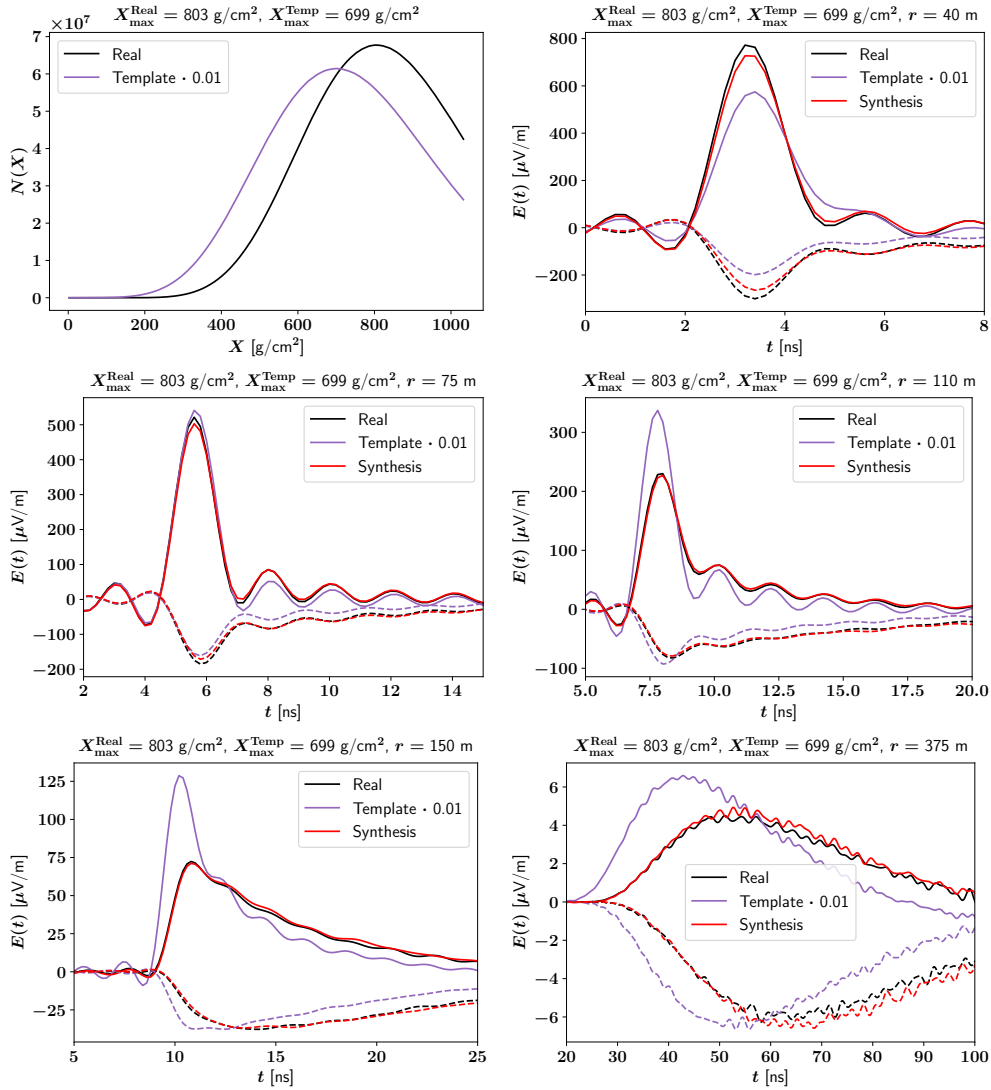 X_max^Real = 803 g/cm², X_max^Temp = 699 g/cm²
×10⁷
7
6
5
4
3
2
1
0
N(X)
Real
Template · 0.01
0 200 400 600 800 1000
X [g/cm²]
X_max^Real = 803 g/cm², X_max^Temp = 699 g/cm², r = 40 m
800
600
400
200
0
−200
E(t) [μV/m]
Real
Template · 0.01
Synthesis
0 2 4 6 8
t [ns]
X_max^Real = 803 g/cm², X_max^Temp = 699 g/cm², r = 75 m
500
400
300
200
100
0
−100
−200
E(t) [μV/m]
Real
Template · 0.01
Synthesis
2 4 6 8 10 12 14
t [ns]
X_max^Real = 803 g/cm², X_max^Temp = 699 g/cm², r = 110 m
300
200
100
0
−100
E(t) [μV/m]
Real
Template · 0.01
Synthesis
5.0 7.5 10.0 12.5 15.0 17.5 20.0
t [ns]
X_max^Real = 803 g/cm², X_max^Temp = 699 g/cm², r = 150 m
125
100
75
50
25
0
−25
E(t) [μV/m]
Real
Template · 0.01
Synthesis
5 10 15 20 25
t [ns]
X_max^Real = 803 g/cm², X_max^Temp = 699 g/cm², r = 375 m
6
4
2
0
−2
−4
−6
E(t) [μV/m]
Real
Template · 0.01
Synthesis
20 30 40 50 60 70 80 90 100
t [ns]